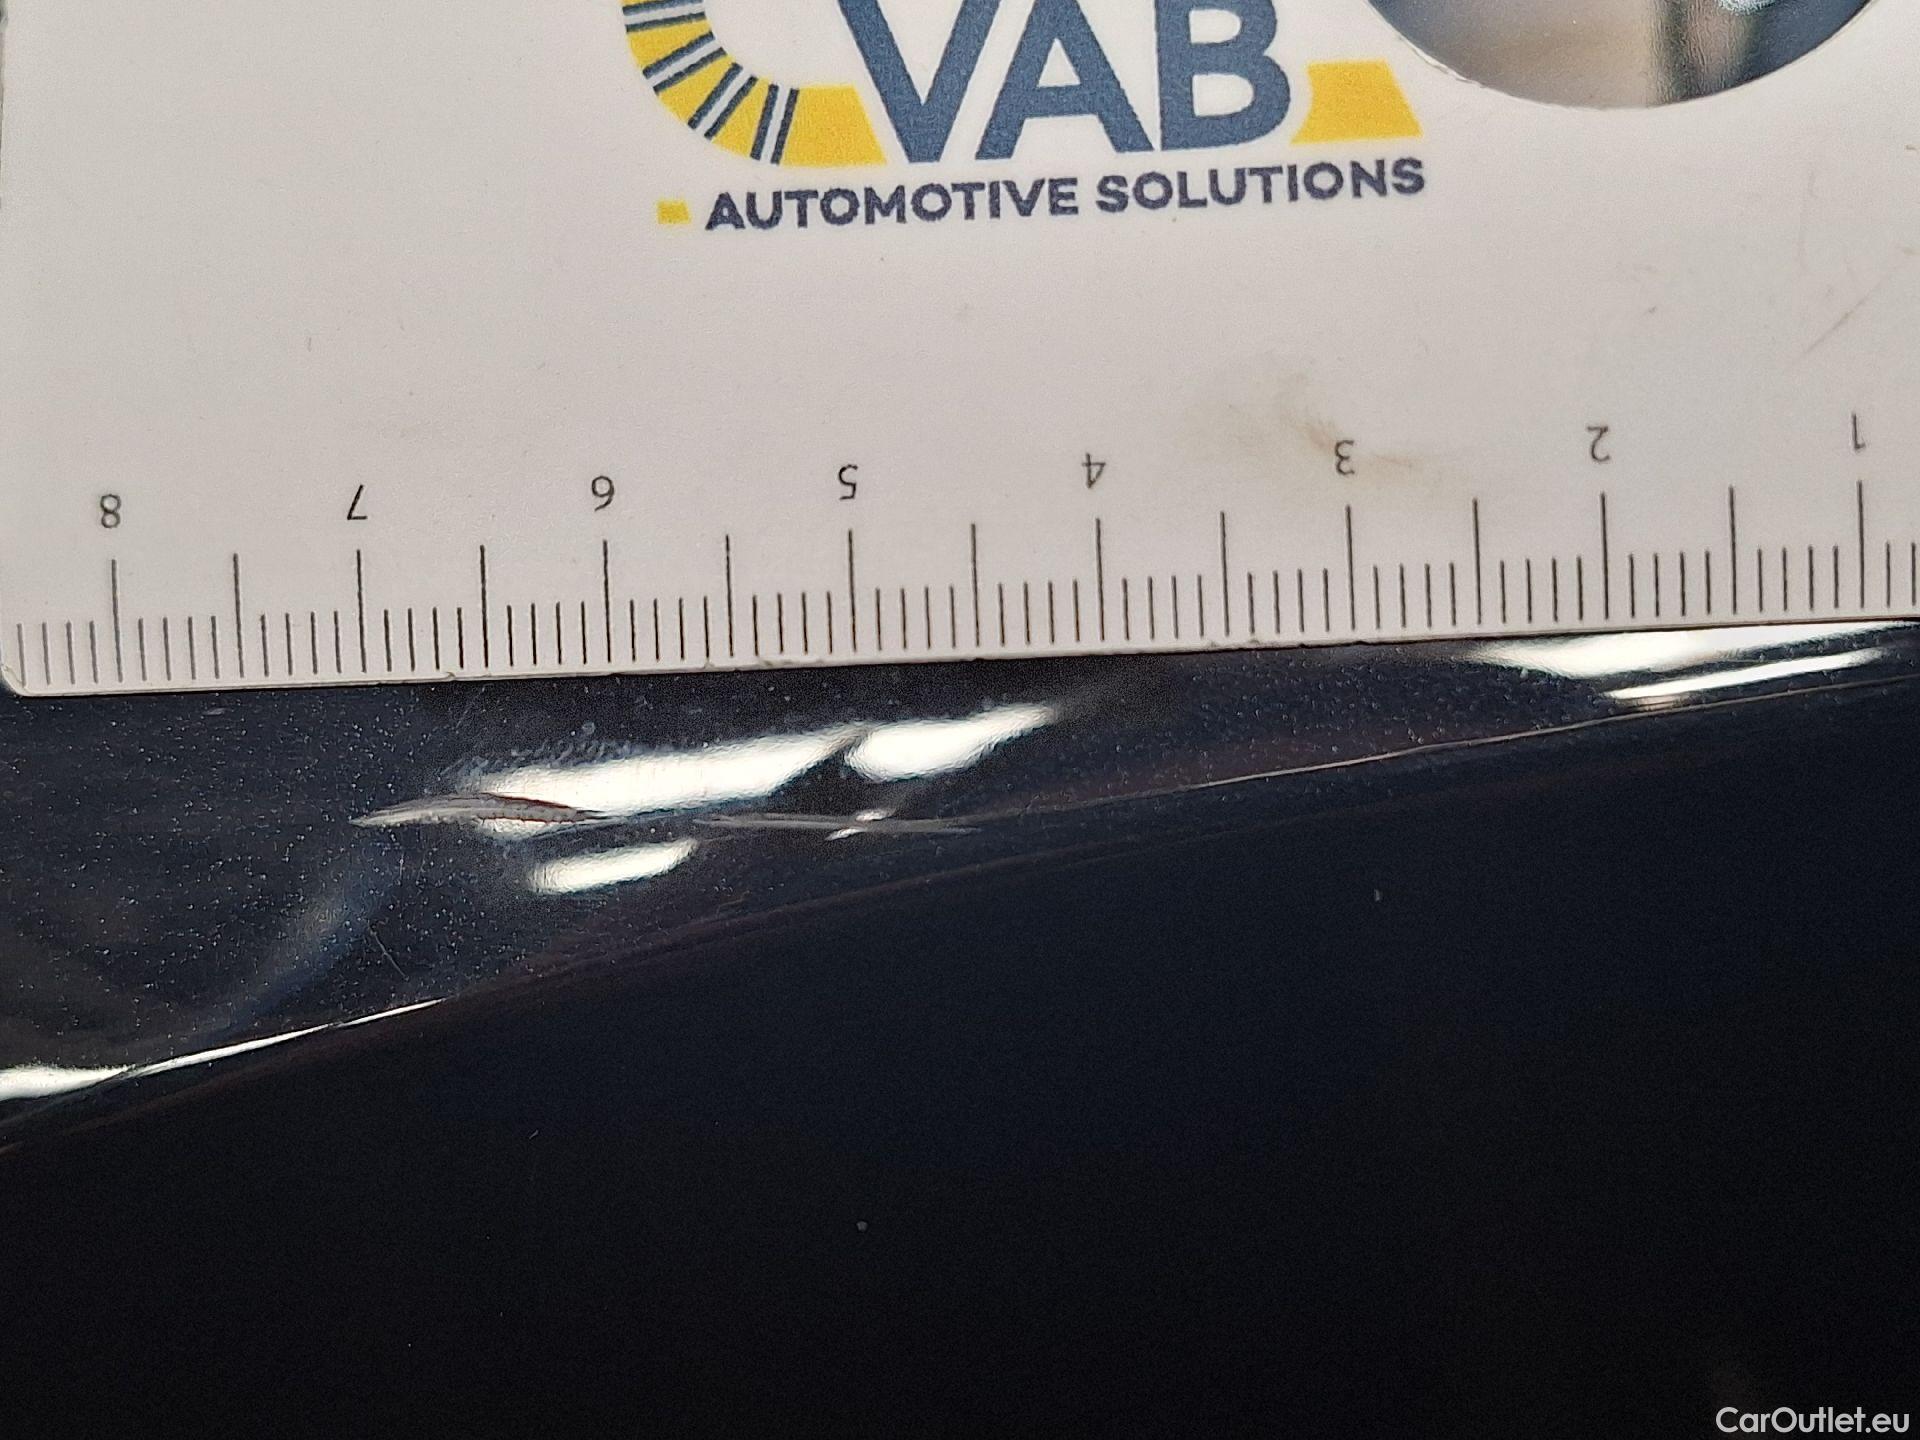 VAB
AUTOMOTIVE SOLUTIONS
8 7 6 5 4 3 2 1
CarOutlet.eu